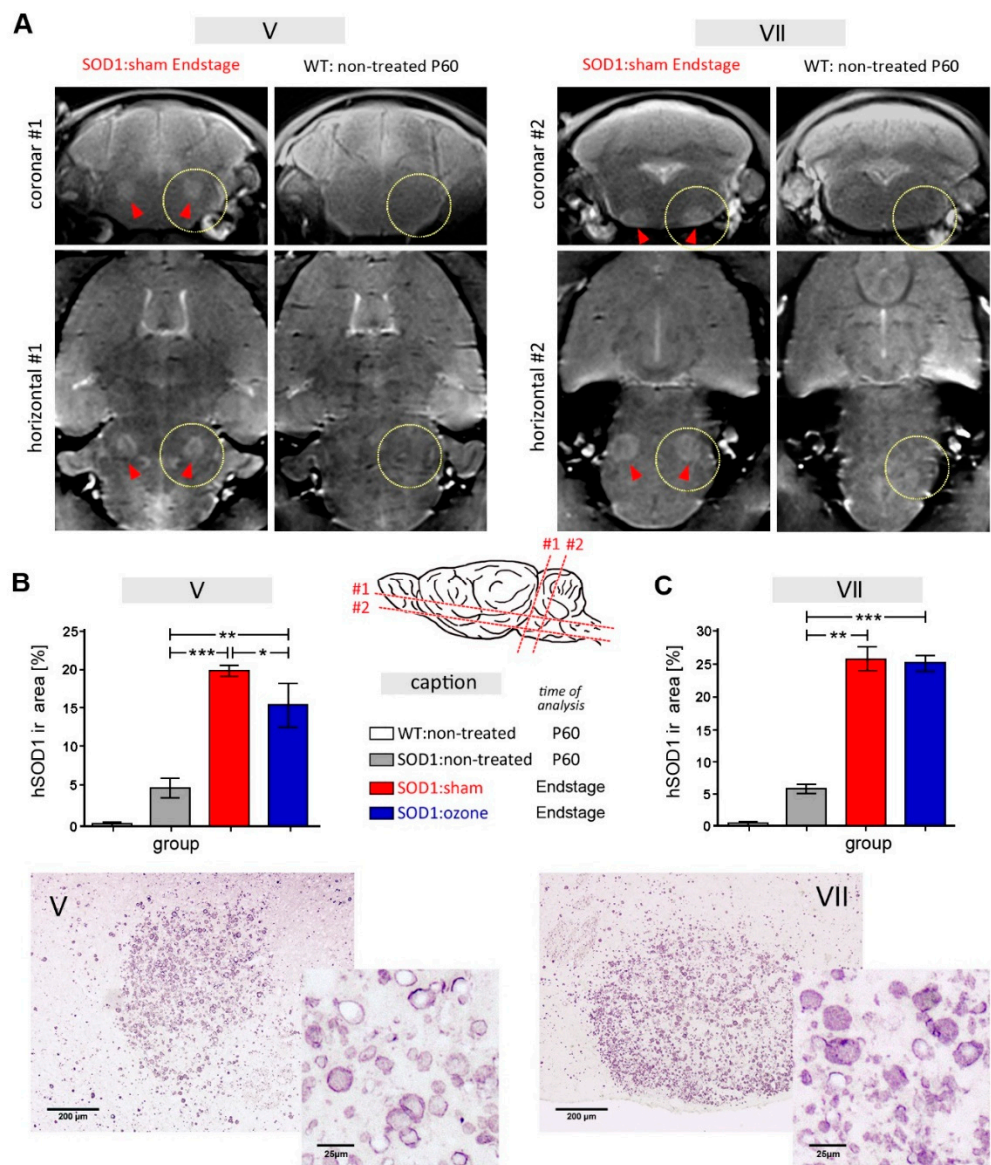 A
V
VII
SOD1:sham Endstage
WT: non-treated P60
SOD1:sham Endstage
WT: non-treated P60
coronar #1
coronar #2
horizontal #1
horizontal #2
B
V
#1 #2
#1
#2
C
VII
hSOD1 ir area [%]
25
20
15
10
5
0
**
*** *
group
caption
time of
analysis
WT:non-treated P60
SOD1:non-treated P60
SOD1:sham Endstage
SOD1:ozone Endstage
hSOD1 ir area [%]
30
25
20
15
10
5
0
***
**
group
V
200 µm
25µm
VII
200 µm
25µm